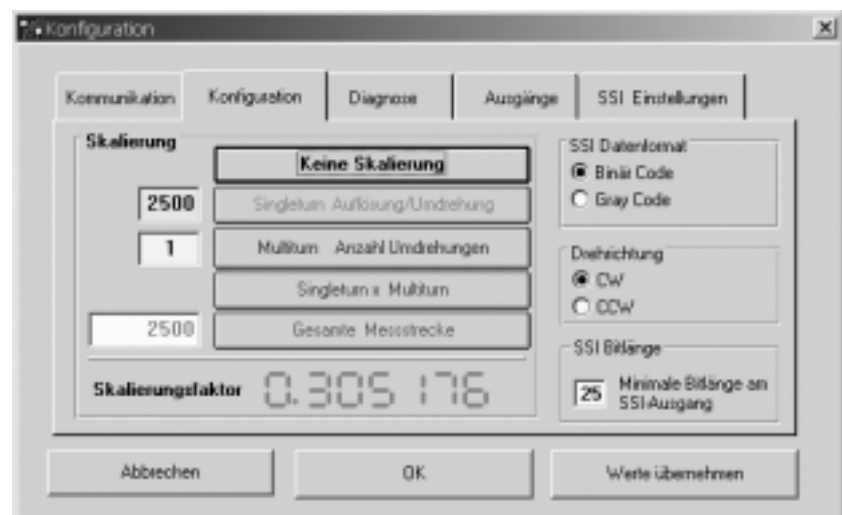 Konfiguration
Kommunikation
Konfiguration
Diagnose
Ausgänge
SSI Einstellungen
Skalierung
Keine Skalierung
2500
Singleturn Auflösung/Umdrehung
1
Multiturn Anzahl Umdrehungen
Singleturn x Multiturn
2500
Gesamte Messstrecke
Skalierungsfaktor
0.305176
SSI Datenformat
Binär Code
Gray Code
Drehrichtung
CW
CCW
SSI Bitlänge
25
Minimale Bitlänge am
SSI-Ausgang
Abbrechen
OK
Werte übernehmen